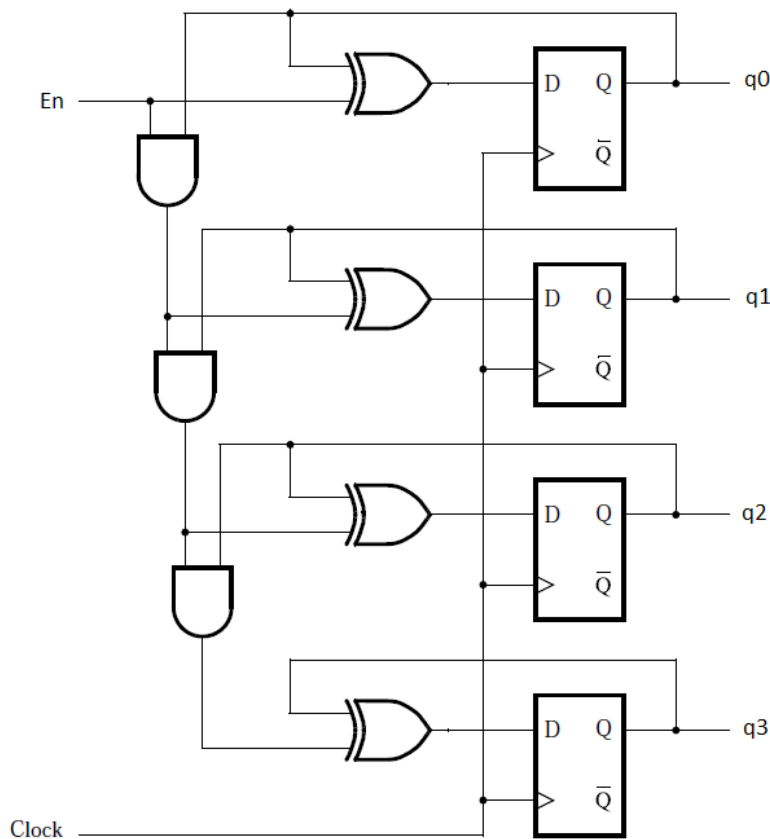 D Q q0
En
Q̅
D Q q1
Q̅
D Q q2
Q̅
D Q q3
Q̅
Clock